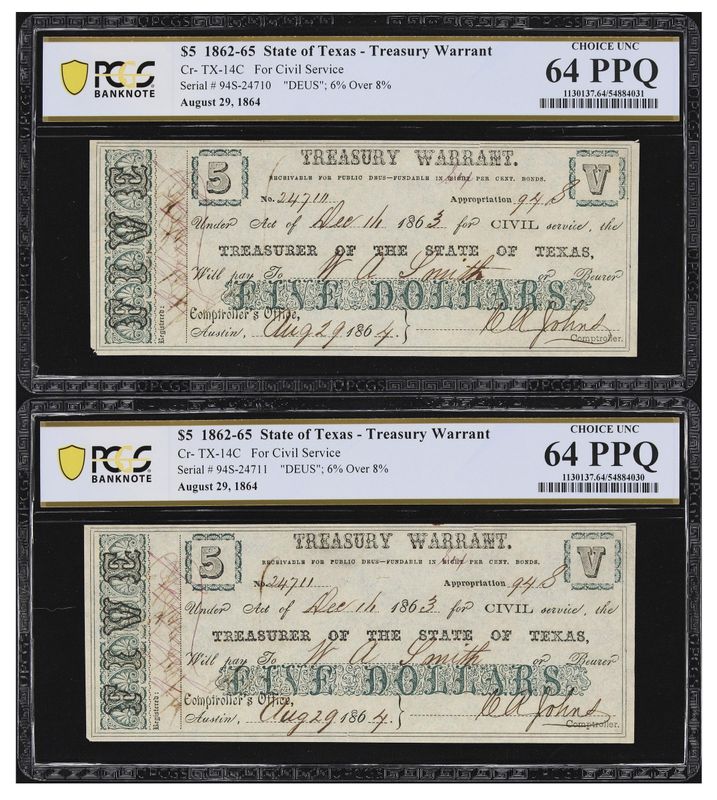 PCGS
BANKNOTE
$5 1862-65 State of Texas - Treasury Warrant
Cr- TX-14C For Civil Service
Serial # 94S-24710 "DEUS"; 6% Over 8%
August 29, 1864
CHOICE UNC
64 PPQ
1130137.64/54884031
FIVE
Registered:
5
TREASURY WARRANT.
V
RECEIVABLE FOR PUBLIC DEUS—FUNDABLE IN EIGHT PER CENT. BONDS.
No. 24710 Appropriation 94 S
Under Act of Dec 14 1863 for CIVIL service, the
TREASURER OF THE STATE OF TEXAS,
Will pay To W A Smith or Bearer
FIVE DOLLARS.
Comptroller's Office,
Austin, Aug 29 1864. C R Johns
Comptroller.
PCGS
BANKNOTE
$5 1862-65 State of Texas - Treasury Warrant
Cr- TX-14C For Civil Service
Serial # 94S-24711 "DEUS"; 6% Over 8%
August 29, 1864
CHOICE UNC
64 PPQ
1130137.64/54884030
FIVE
Registered:
5
TREASURY WARRANT.
V
RECEIVABLE FOR PUBLIC DEUS—FUNDABLE IN EIGHT PER CENT. BONDS.
No. 24711 Appropriation 94 S
Under Act of Dec 14 1863 for CIVIL service, the
TREASURER OF THE STATE OF TEXAS,
Will pay To W A Smith or Bearer
FIVE DOLLARS.
Comptroller's Office,
Austin, Aug 29 1864. C R Johns
Comptroller.